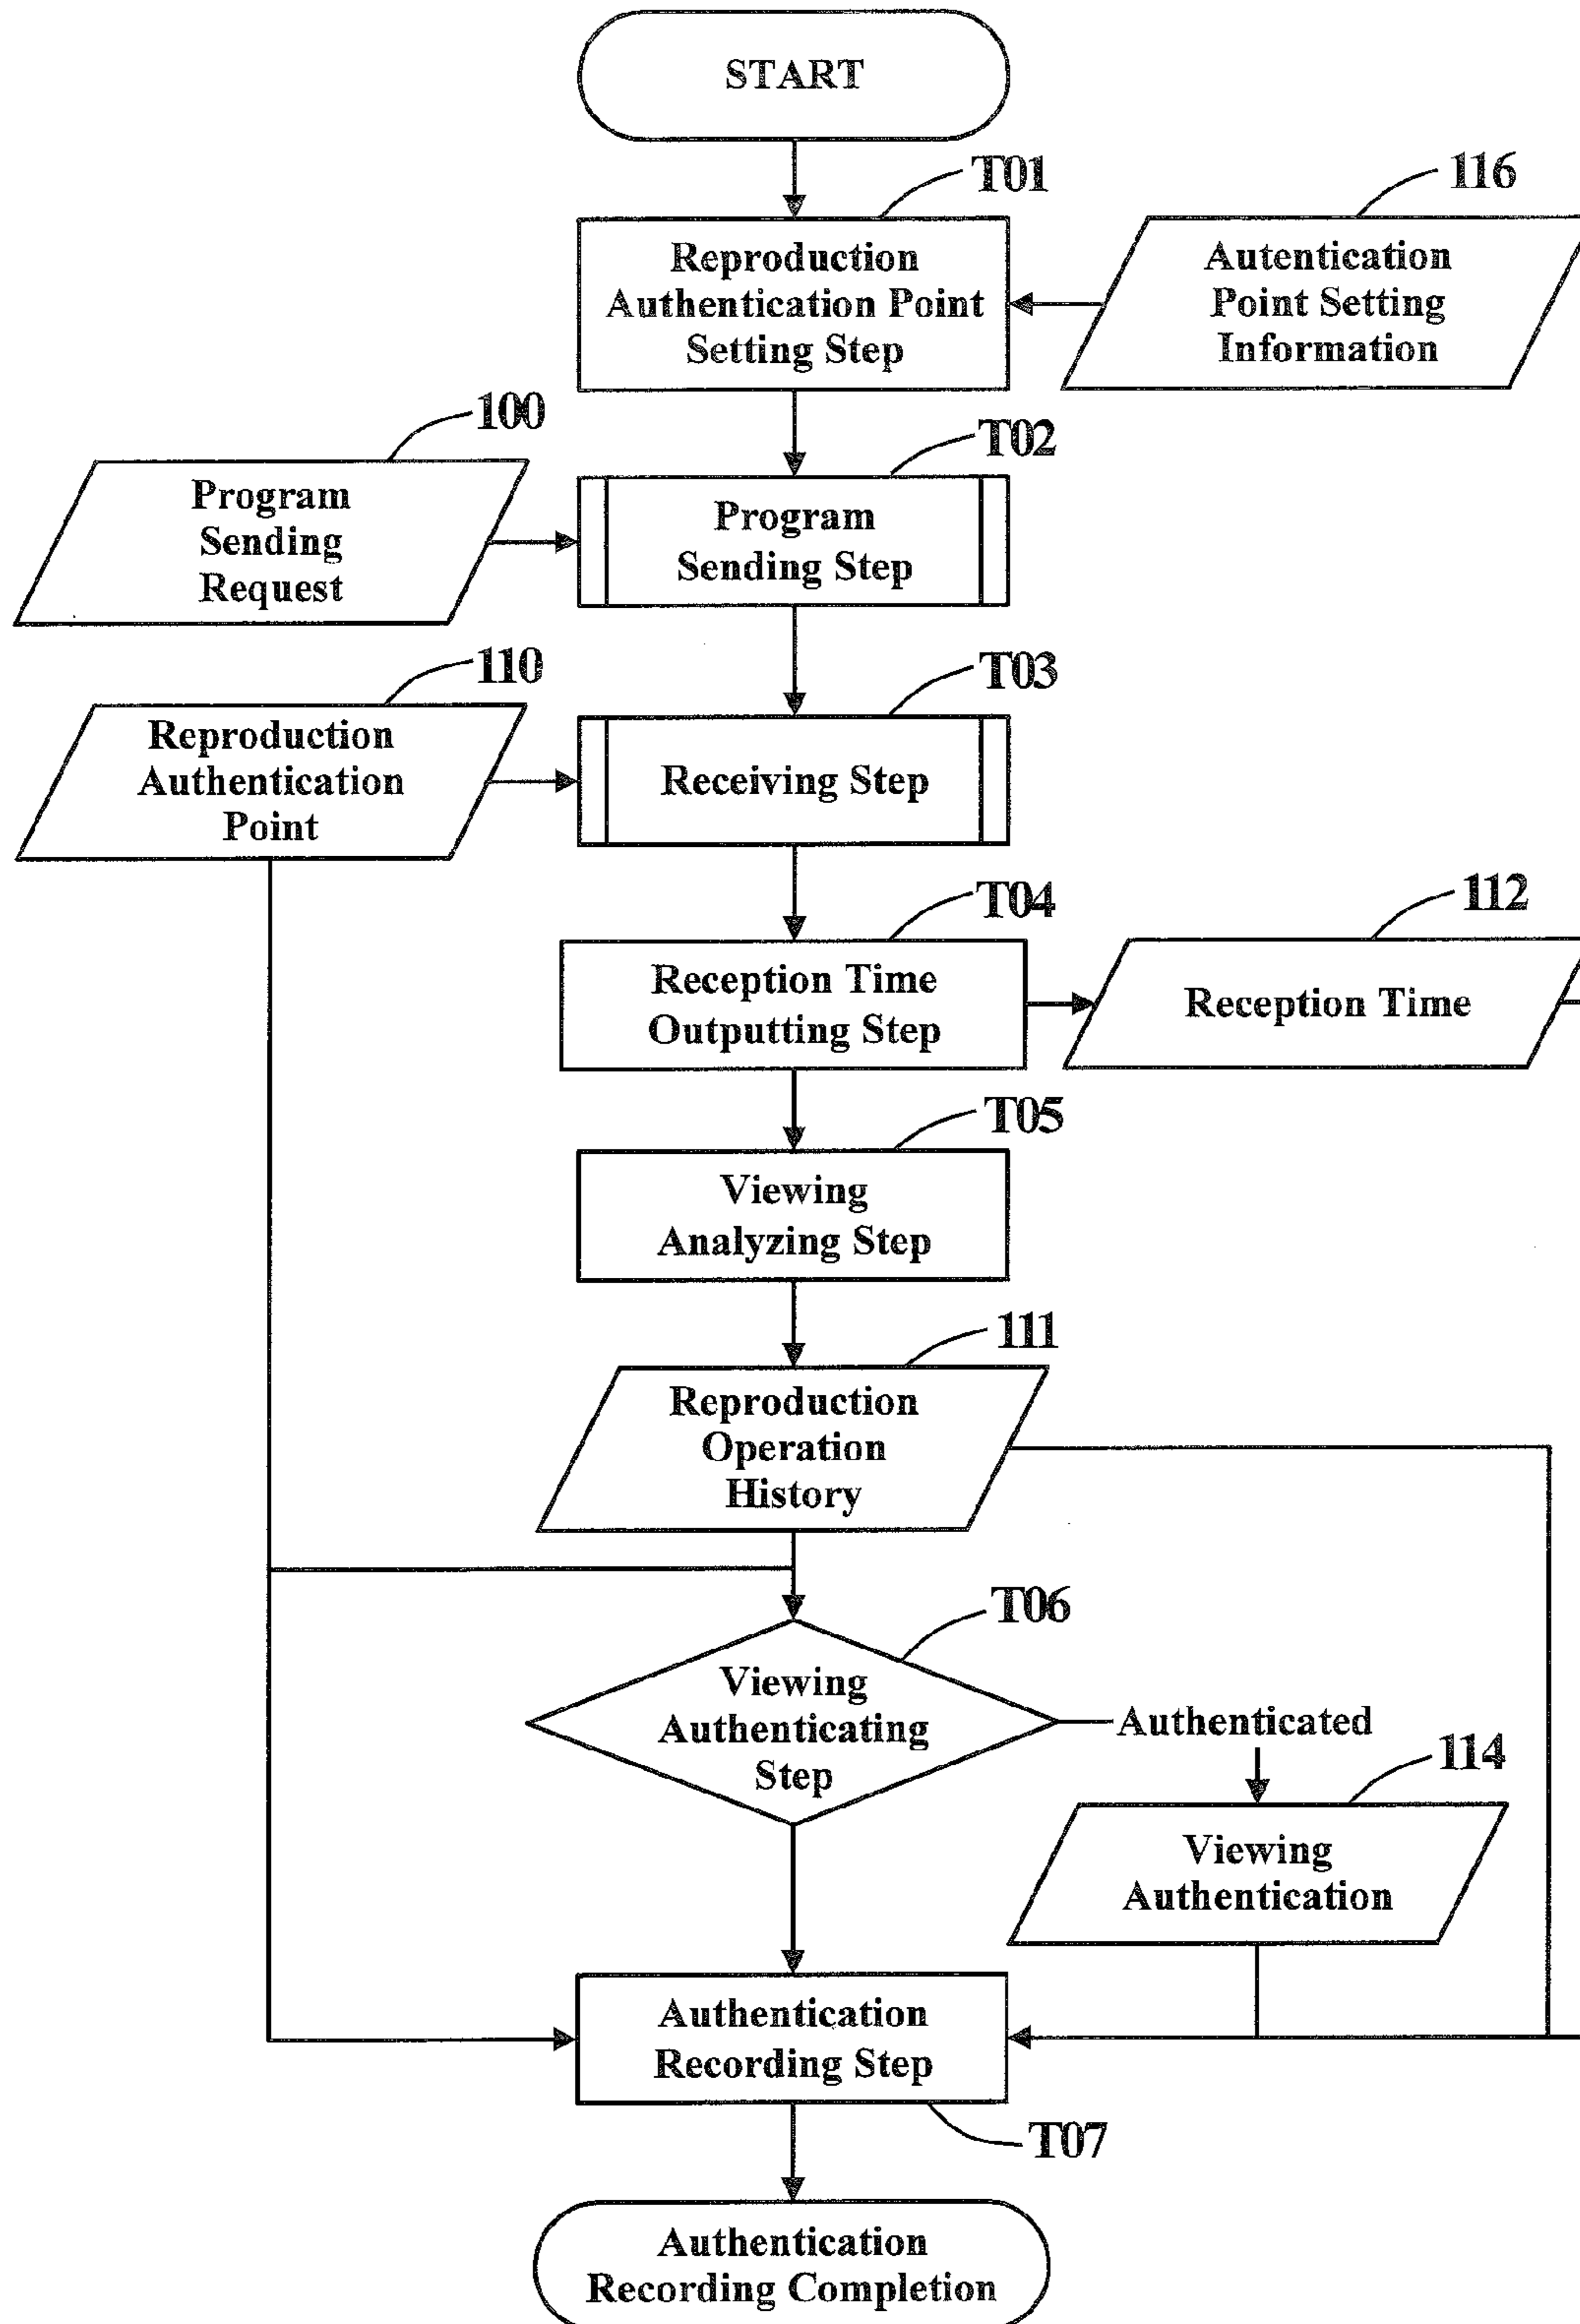 START
T01
116
Reproduction
Authentication Point
Setting Step
Autentication
Point Setting
Information
100
T02
Program
Sending
Request
Program
Sending Step
110
T03
Reproduction
Authentication
Point
Receiving Step
T04
112
Reception Time
Outputting Step
Reception Time
T05
Viewing
Analyzing Step
111
Reproduction
Operation
History
T06
Viewing
Authenticating
Step
Authenticated
114
Viewing
Authentication
Authentication
Recording Step
T07
Authentication
Recording Completion